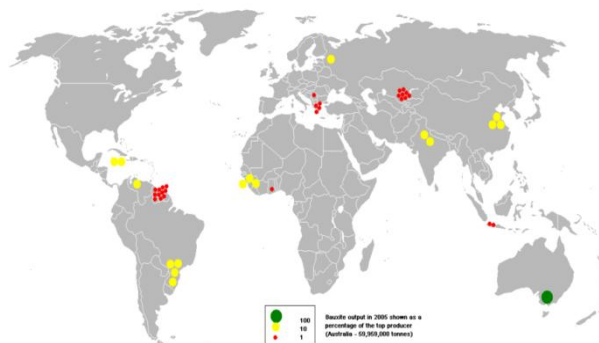 100
Bauxite output in 2005 shown as a
10
percentage of the top producer
1
(Australia - 59,959,000 tonnes)